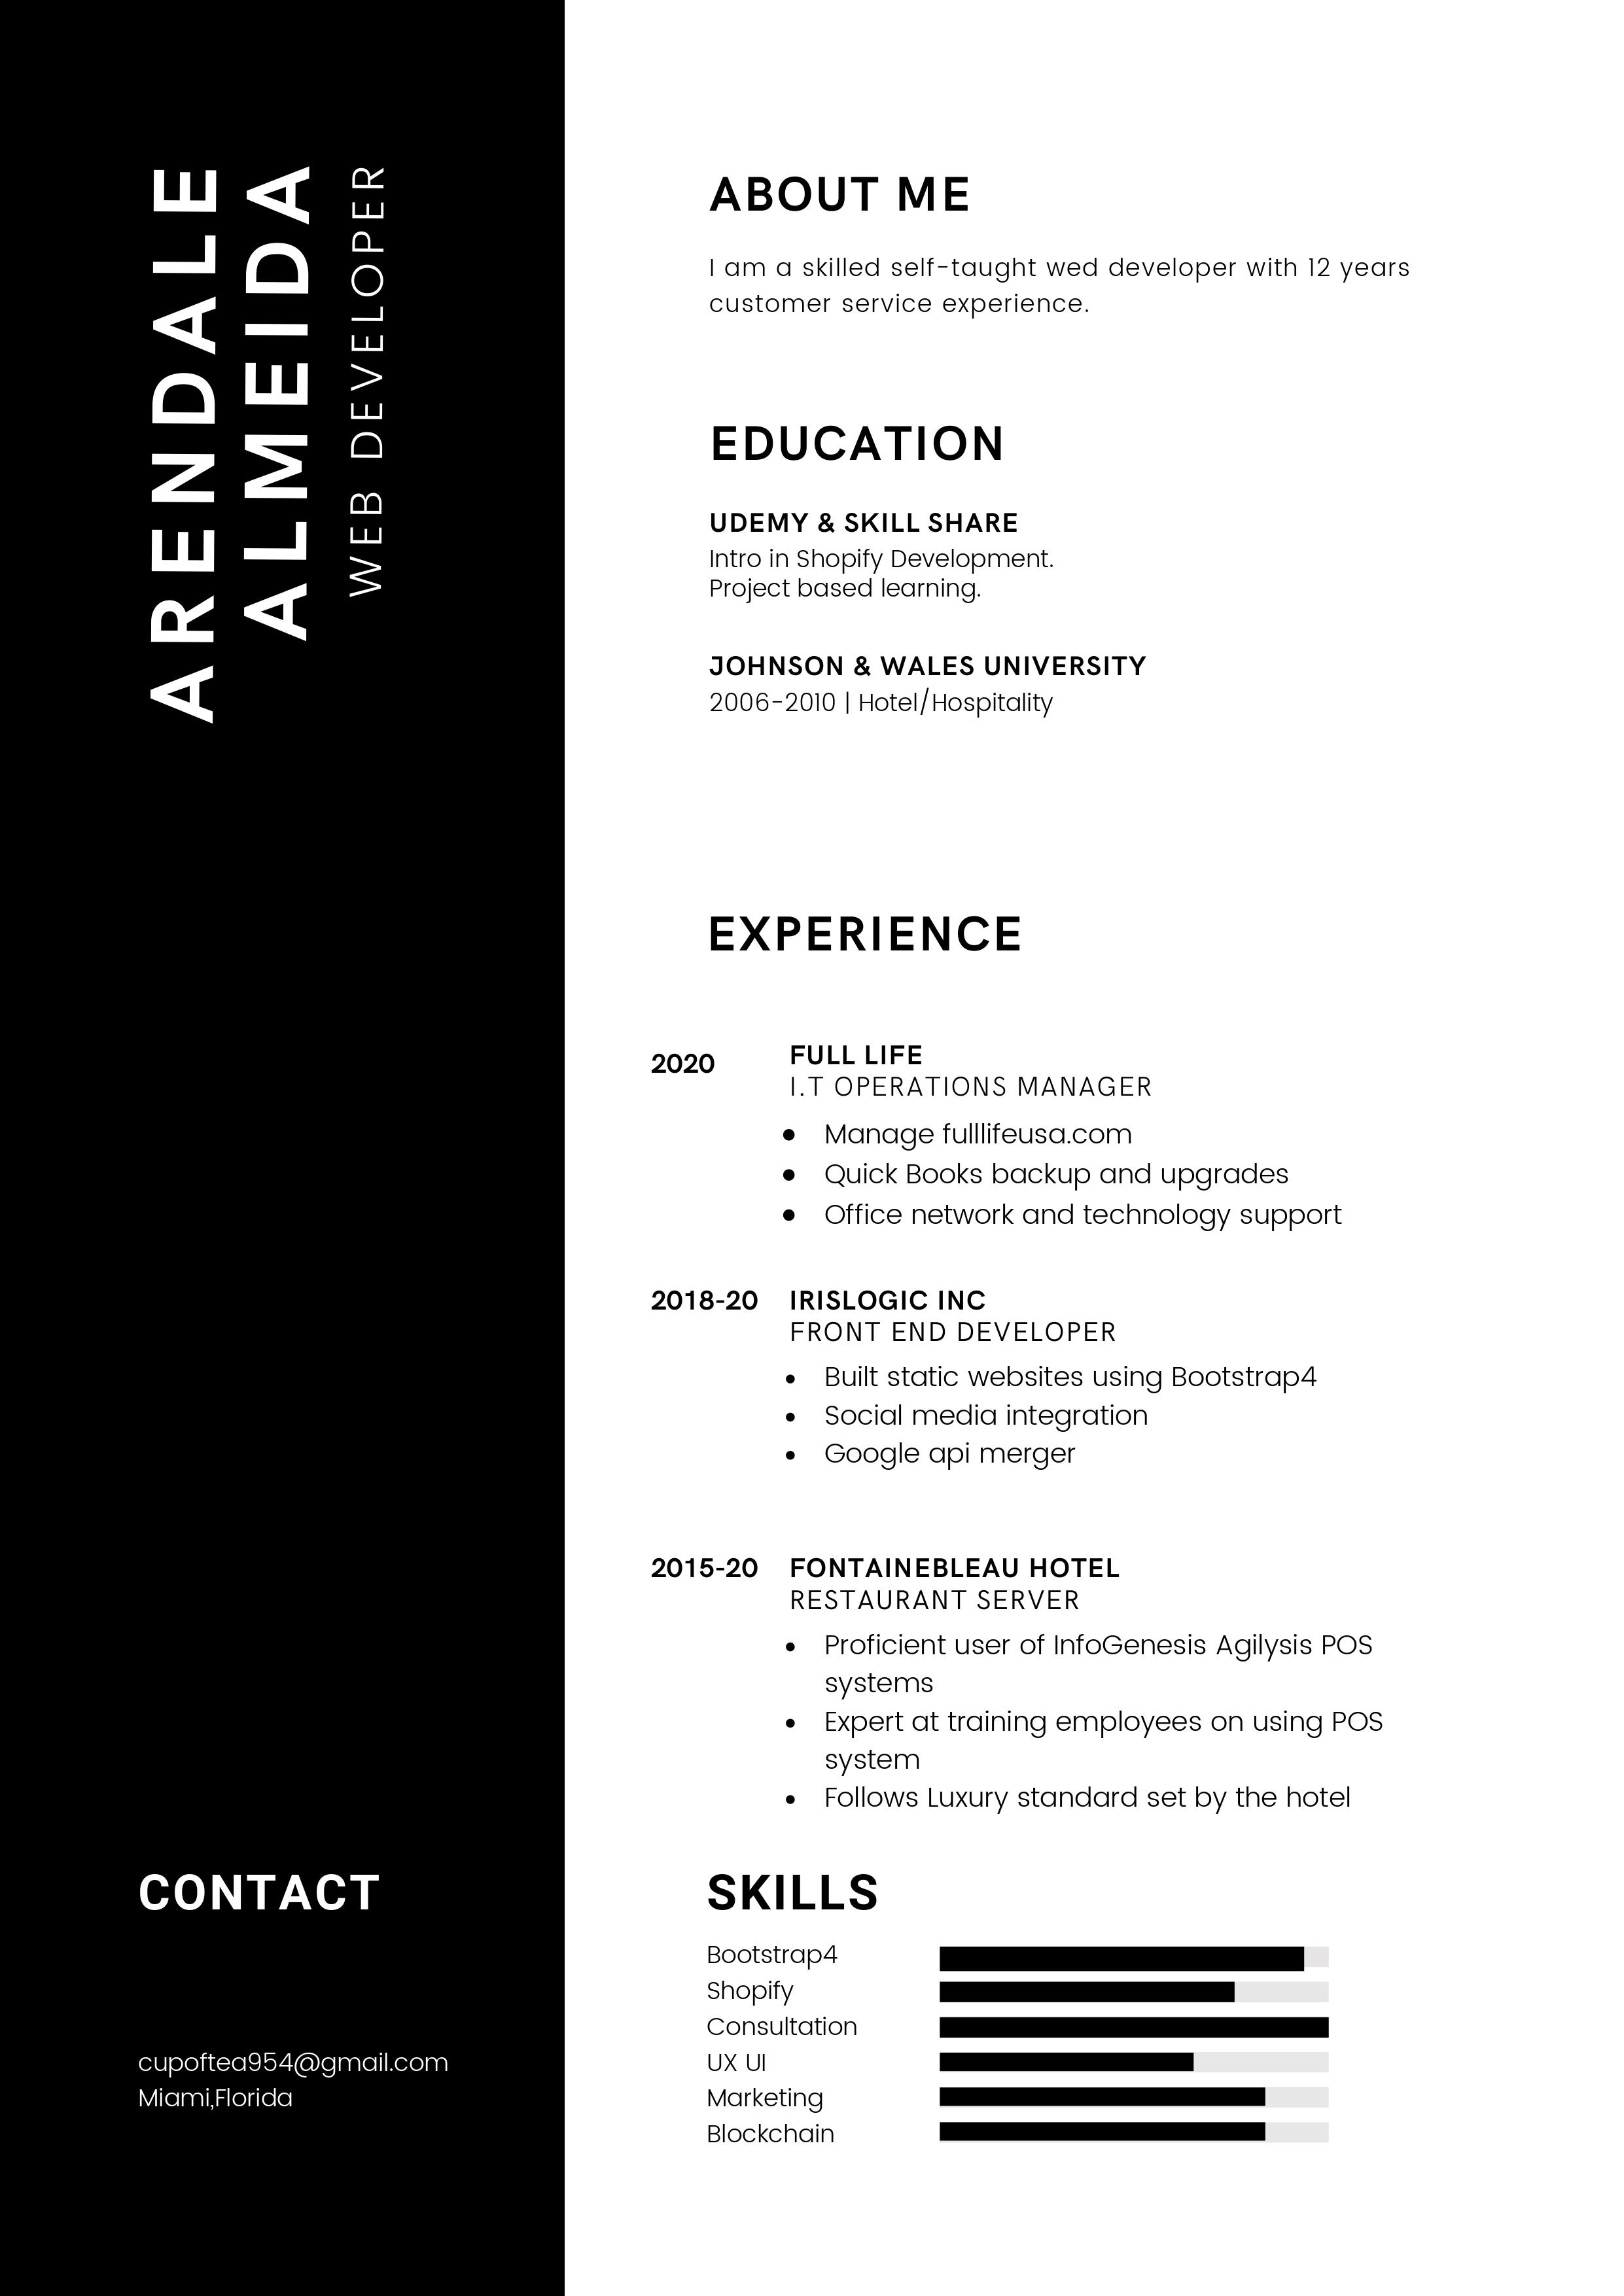 ARENDALE
ALMEIDA
WEB DEVELOPER
ABOUT ME
I am a skilled self-taught wed developer with 12 years
customer service experience.
EDUCATION
UDEMY & SKILL SHARE
Intro in Shopify Development.
Project based learning.
JOHNSON & WALES UNIVERSITY
2006-2010 | Hotel/Hospitality
EXPERIENCE
2020 FULL LIFE
I.T OPERATIONS MANAGER
• Manage fulllifeusa.com
• Quick Books backup and upgrades
• Office network and technology support
2018-20 IRISLOGIC INC
FRONT END DEVELOPER
• Built static websites using Bootstrap4
• Social media integration
• Google api merger
2015-20 FONTAINEBLEAU HOTEL
RESTAURANT SERVER
• Proficient user of InfoGenesis Agilysis POS
systems
• Expert at training employees on using POS
system
• Follows Luxury standard set by the hotel
CONTACT
cupoftea954@gmail.com
Miami,Florida
SKILLS
Bootstrap4
Shopify
Consultation
UX UI
Marketing
Blockchain